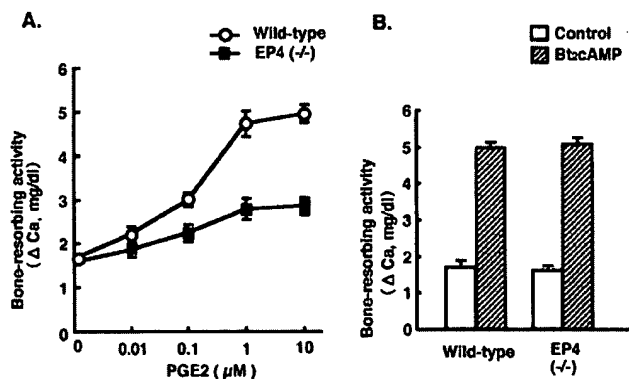 A.
Wild-type
EP4 (-/-)
Bone-resorbing activity
( Δ Ca, mg/dl)
6
5
4
3
2
1
0
0
0.01
0.1
1
10
PGE2 ( μM )
B.
Control
Bt2cAMP
Bone-resorbing activity
( Δ Ca, mg/dl)
6
5
4
3
2
1
0
Wild-type
EP4
(-/-)